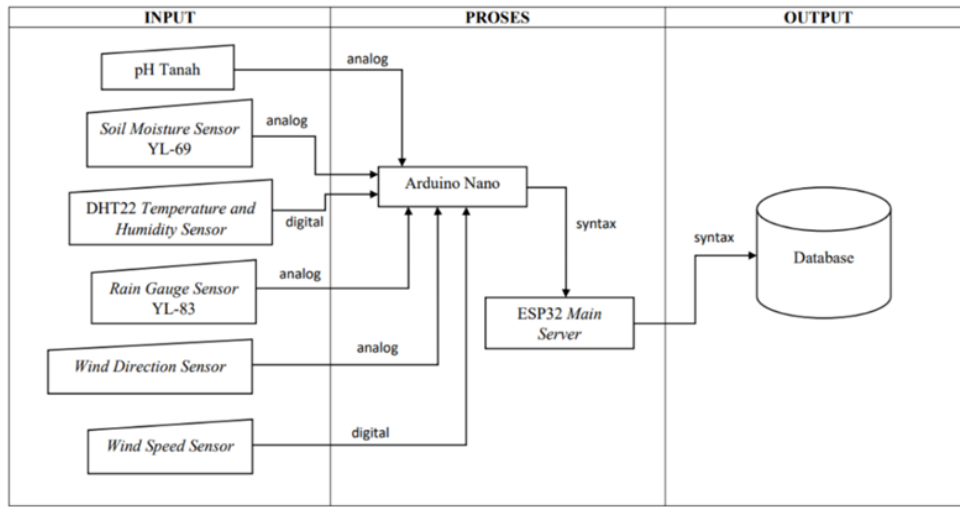 INPUT
PROSES
OUTPUT
pH Tanah
analog
Soil Moisture Sensor
YL-69
analog
DHT22 Temperature and
Humidity Sensor
digital
Rain Gauge Sensor
YL-83
analog
Wind Direction Sensor
analog
Wind Speed Sensor
digital
Arduino Nano
syntax
ESP32 Main
Server
syntax
Database